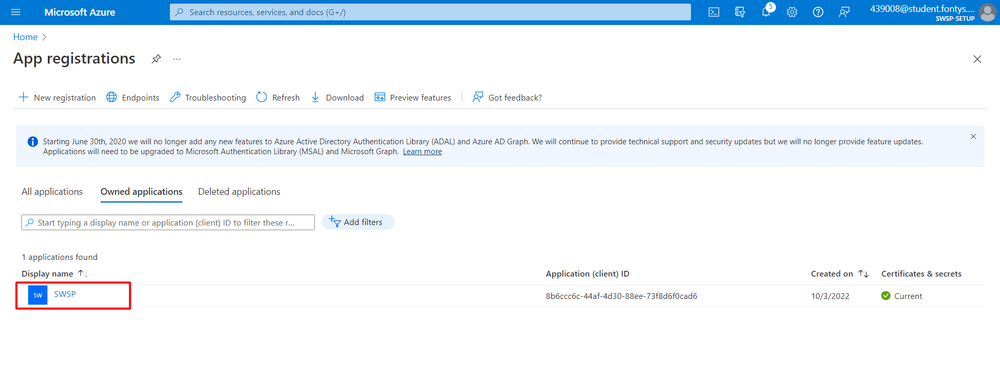 Microsoft Azure
Search resources, services, and docs (G+/)
5
439008@student.fontys....
SWSP-SETUP
Home
App registrations
...
New registration
Endpoints
Troubleshooting
Refresh
Download
Preview features
Got feedback?
Starting June 30th, 2020 we will no longer add any new features to Azure Active Directory Authentication Library (ADAL) and Azure AD Graph. We will continue to provide technical support and security updates but we will no longer provide feature updates.
Applications will need to be upgraded to Microsoft Authentication Library (MSAL) and Microsoft Graph. Learn more
All applications
Owned applications
Deleted applications
Start typing a display name or application (client) ID to filter these r...
Add filters
1 applications found
Display name
Application (client) ID
Created on
Certificates & secrets
SW
SWSP
8b6ccc6c-44af-4d30-88ee-73f8d6f0cad6
10/3/2022
Current